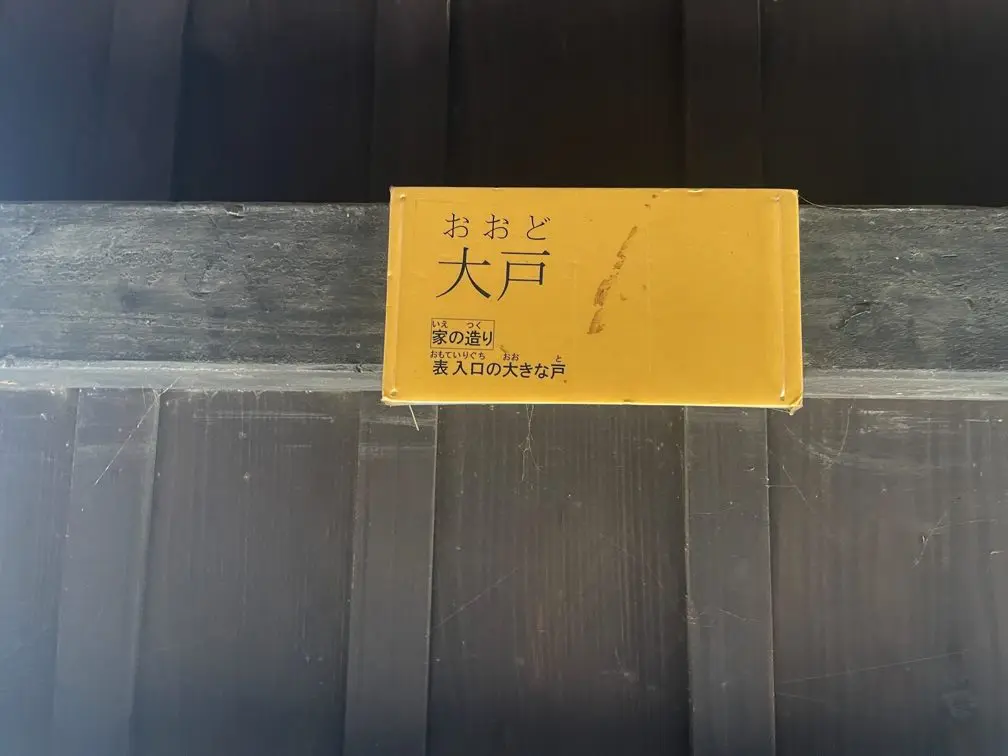 おおど
大戸
いえ つく
家の造り
おもていりぐち おお と
表入口の大きな戸